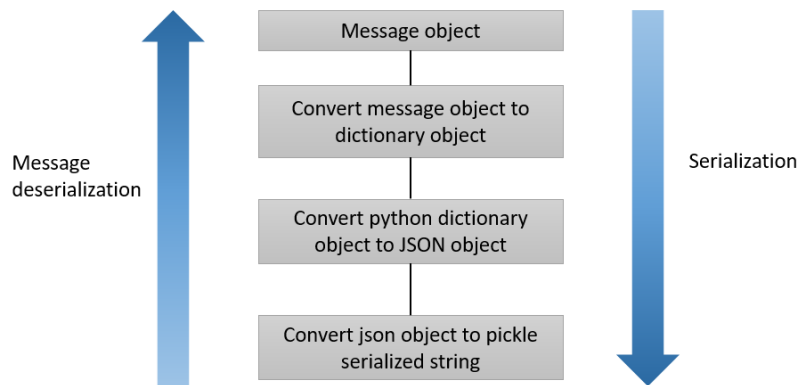 Message object
Convert message object to
dictionary object
Message
deserialization
Serialization
Convert python dictionary
object to JSON object
Convert json object to pickle
serialized string